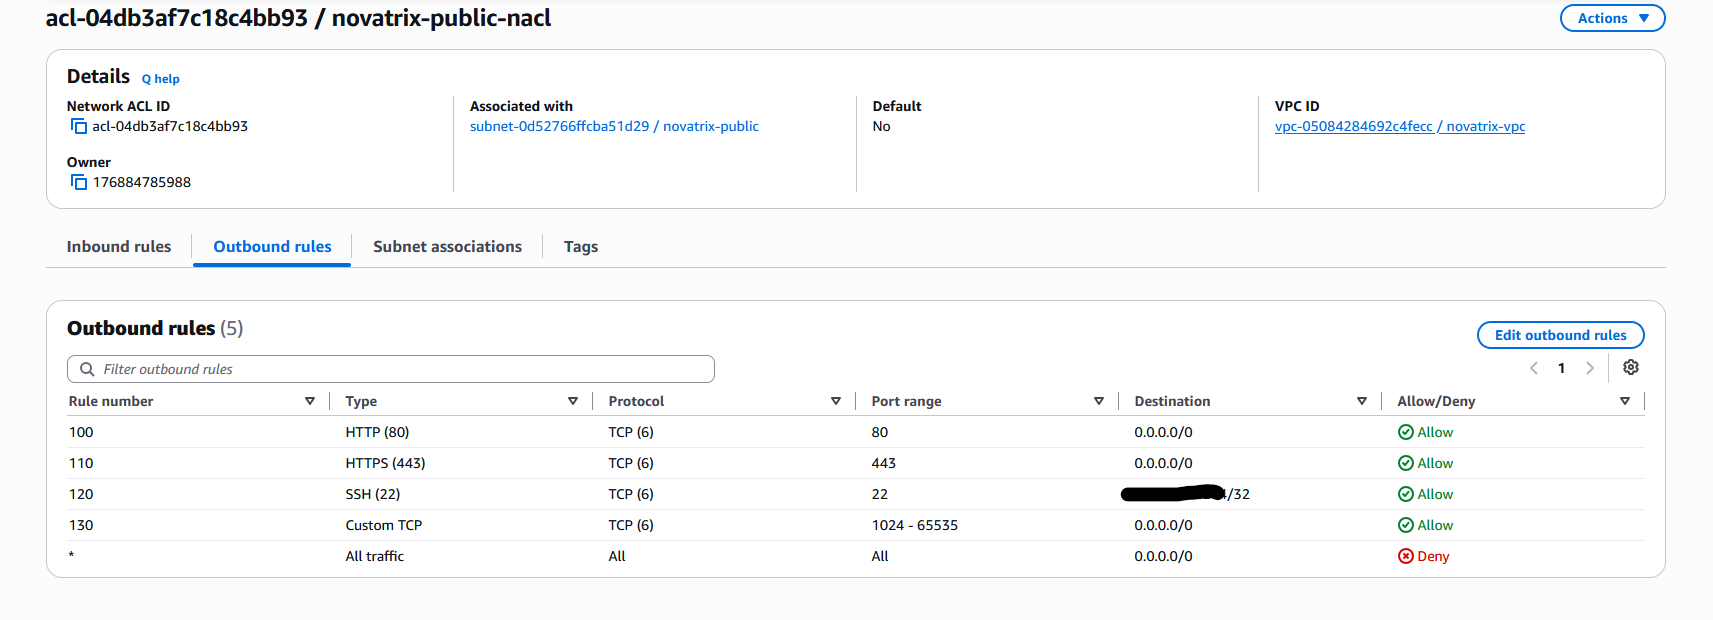 acl-04db3af7c18c4bb93 / novatrix-public-nacl
Actions
Details Q help
Network ACL ID
acl-04db3af7c18c4bb93
Owner
176884785988
Associated with
subnet-0d52766ffcba51d29 / novatrix-public
Default
No
VPC ID
vpc-05084284692c4fecc / novatrix-vpc
Inbound rules Outbound rules Subnet associations Tags
Outbound rules (5)
Edit outbound rules
Filter outbound rules
1
Rule number Type Protocol Port range Destination Allow/Deny
100 HTTP (80) TCP (6) 80 0.0.0.0/0 Allow
110 HTTPS (443) TCP (6) 443 0.0.0.0/0 Allow
120 SSH (22) TCP (6) 22 /32 Allow
130 Custom TCP TCP (6) 1024 - 65535 0.0.0.0/0 Allow
* All traffic All All 0.0.0.0/0 Deny